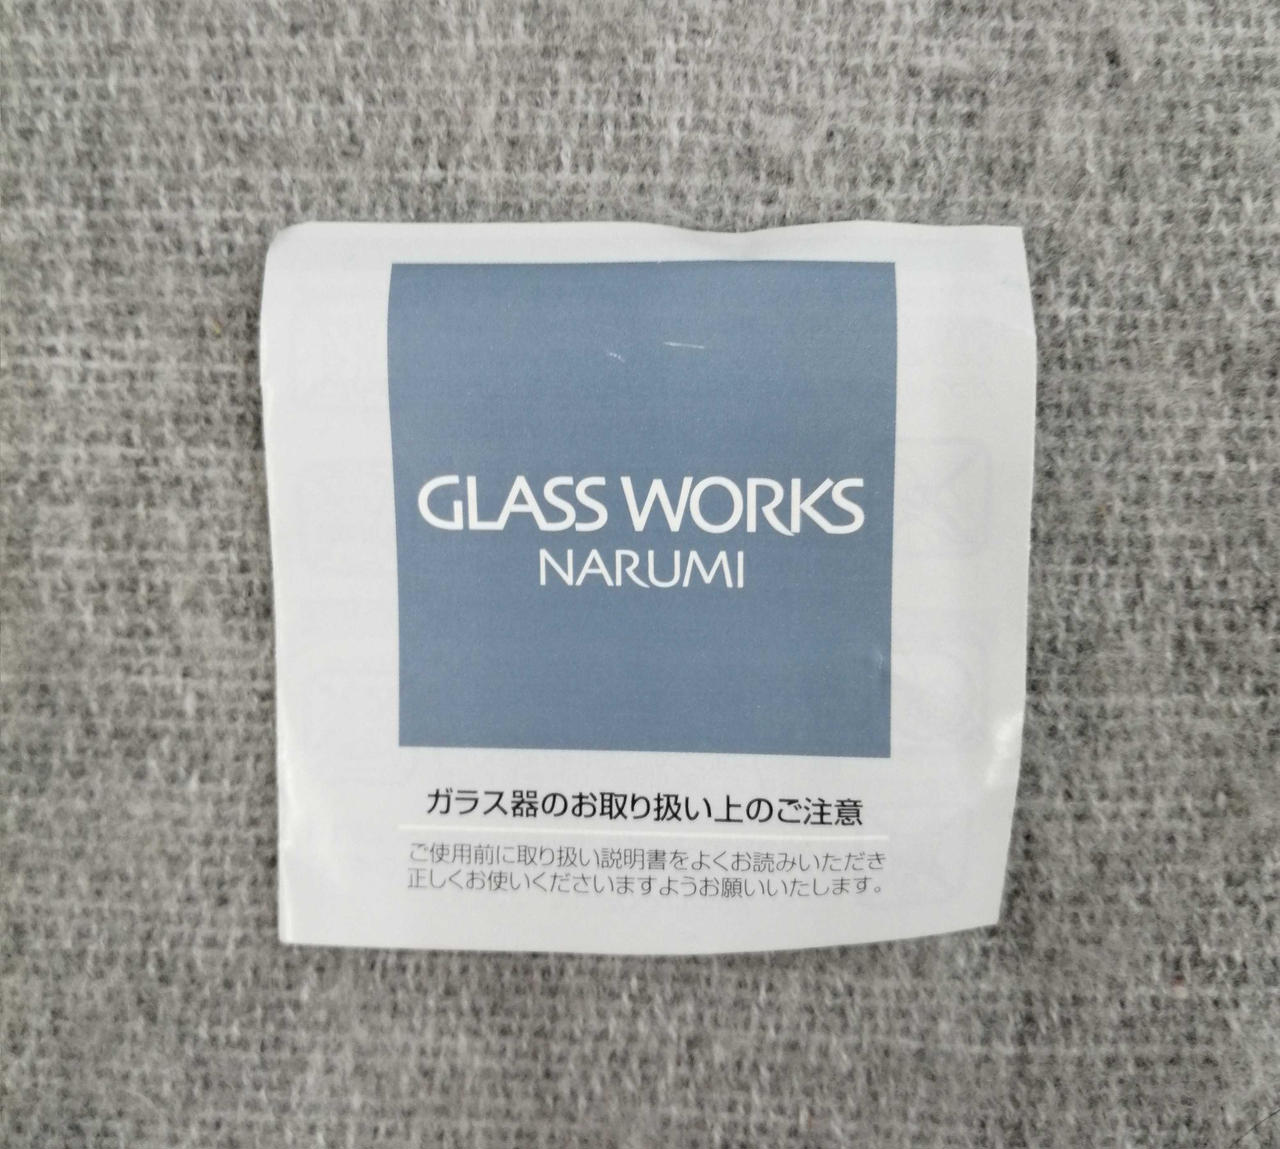 GLASS WORKS
NARUMI
ガラス器のお取り扱い上のご注意
ご使用前に取り扱い説明書をよくお読みいただき
正しくお使いくださいますようお願いいたします。